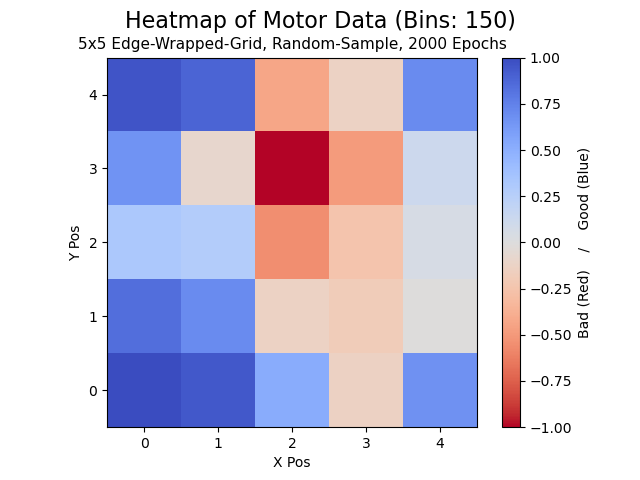 Heatmap of Motor Data (Bins: 150)
5x5 Edge-Wrapped-Grid, Random-Sample, 2000 Epochs
4
3
2
1
0
Y Pos
0 1 2 3 4
X Pos
1.00
0.75
0.50
0.25
0.00
−0.25
−0.50
−0.75
−1.00
Bad (Red) / Good (Blue)